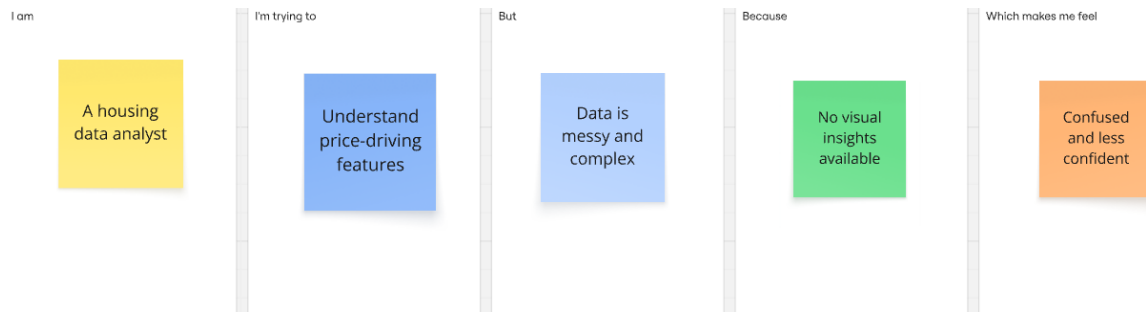 I am
I'm trying to
But
Because
Which makes me feel
A housing
data analyst
Understand
price-driving
features
Data is
messy and
complex
No visual
insights
available
Confused
and less
confident